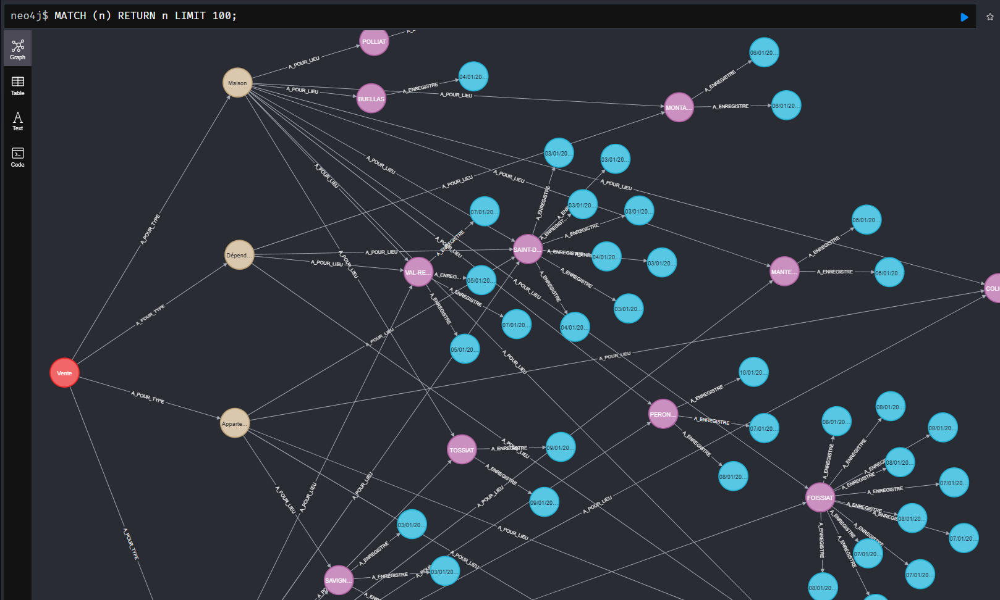 neo4j$ MATCH (n) RETURN n LIMIT 100;
Graph
Table
Text
Code
POLLIAT
A_POUR_LIEU
Maison
A_POUR_LIEU
BUELLAS
A_ENREGISTRE
04/01/20...
A_POUR_LIEU
MONTA...
A_ENREGISTRE
06/01/20...
A_ENREGISTRE
06/01/20...
03/01/20...
03/01/20...
A_POUR_LIEU
A_POUR_LIEU
A_POUR_LIEU
A_POUR_LIEU
A_POUR_LIEU
A_ENREGISTRE
03/01/20...
03/01/20...
07/01/20...
A_ENREGIST...
A_ENREGISTRE
06/01/20...
A_POUR_TYPE
A_ENREGISTRE
Dépend...
A_POUR_LIEU
A_POUR_LIEU
SAINT-D...
A_ENREGISTRE
04/01/20...
03/01/20...
A_ENREGISTRE
A_POUR_LIEU
A_POUR_LIEU
VAL-RE...
A_ENREG...
05/01/20...
MANTE...
A_ENREGISTRE
06/01/20...
A_ENREGISTRE
A_ENREGISTRE
A_POUR_LIEU
A_ENREGISTRE
A_ENREGISTRE
03/01/20...
A_POUR_TYPE
07/01/20...
04/01/20...
A_POUR_LIEU
05/01/20...
A_POUR_LIEU
A_POUR_LIEU
Vente
10/01/20...
A_POUR_TYPE
A_ENREGISTRE
PERON...
A_ENREGISTRE
07/01/20...
08/01/20...
08/01/20...
08/01/20...
Apparte...
TOSSIAT
A_ENREGISTRE
09/01/20...
A_POUR_LIEU
A_ENREGISTRE
A_ENREGISTRE
A_ENREGISTRE
08/01/20...
A_ENREGISTRE
08/01/20...
A_ENREGISTRE
07/01/20...
A_ENREGISTRE
A_POUR_LIEU
A_POUR_LIEU
A_POUR_LIEU
A_POUR_LIEU
A_POUR_LIEU
09/01/20...
FOISSIAT
A_ENREGISTRE
08/01/20...
03/01/20...
A_POUR_LIEU
A_ENREGISTRE
A_ENREGISTRE
07/01/20...
A_POUR_TYPE
A_ENREGISTRE
A_ENREGISTRE
A_ENREGISTRE
07/01/20...
A_POUR_LIEU
SAVIGN...
A_ENREGISTRE
03/01/20...
07/01/20...
08/01/20...